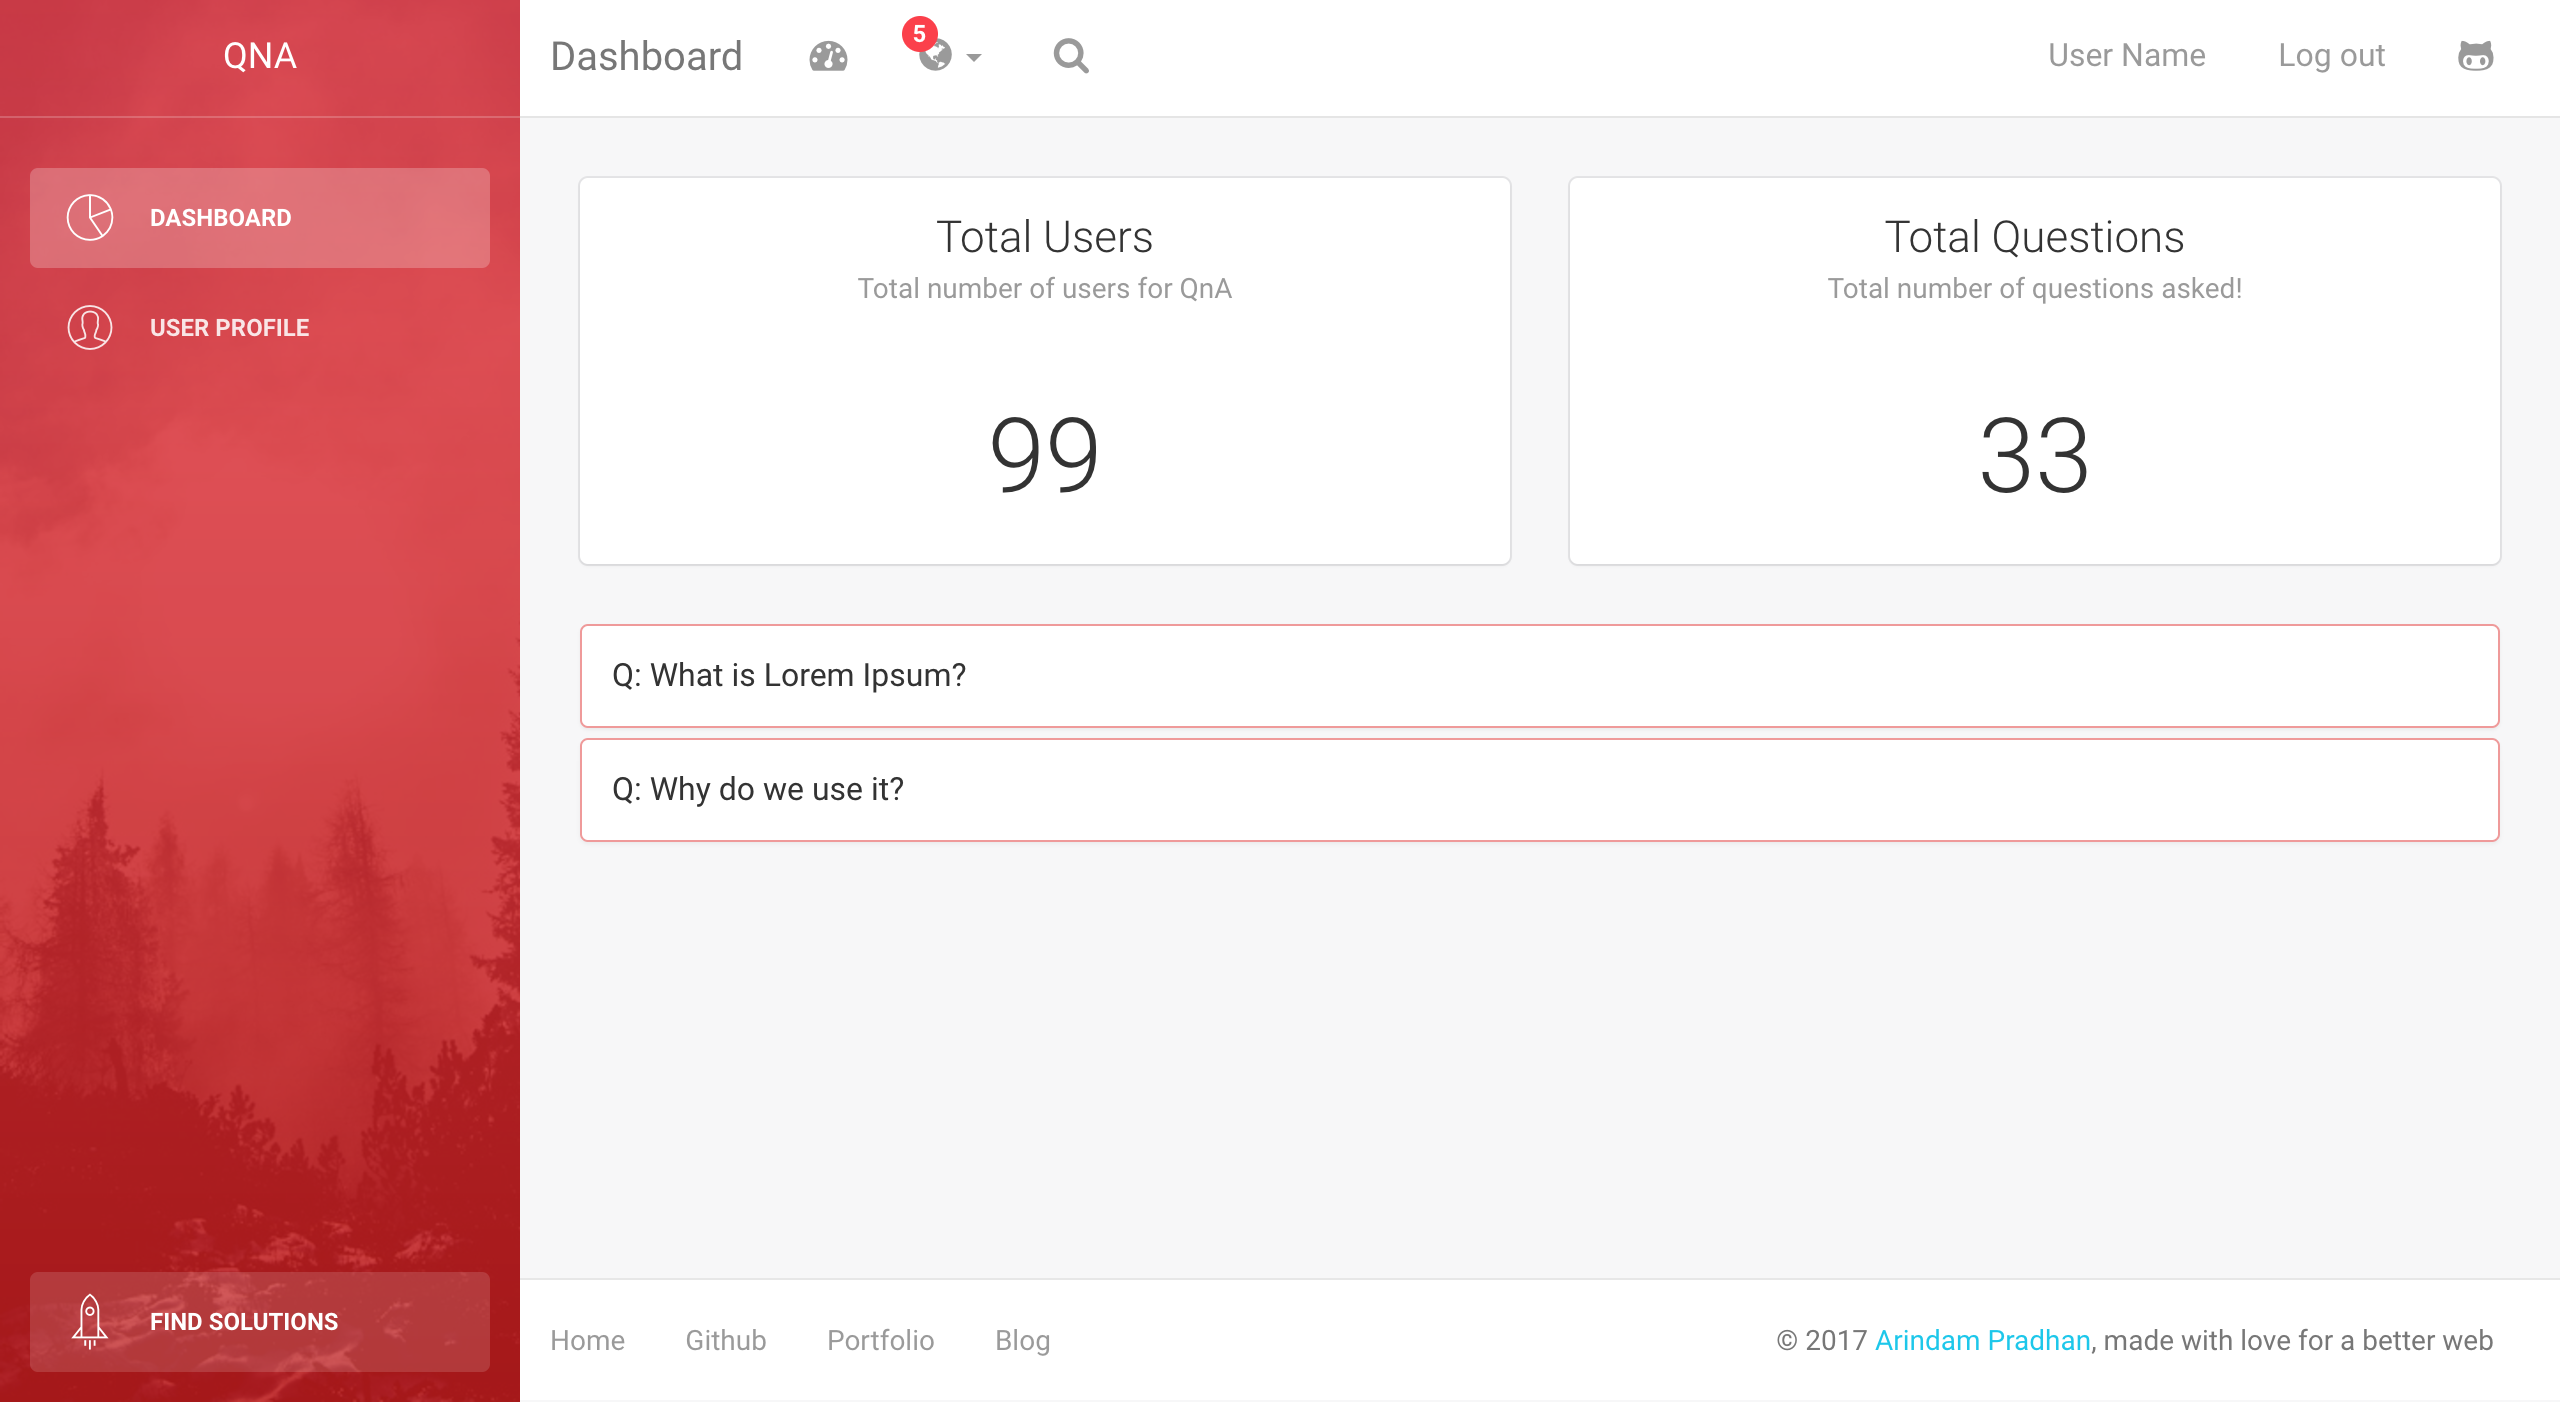 QNA
DASHBOARD
USER PROFILE
FIND SOLUTIONS
Dashboard
5
User Name
Log out
Total Users
Total number of users for QnA
99
Total Questions
Total number of questions asked!
33
Q: What is Lorem Ipsum?
Q: Why do we use it?
Home
Github
Portfolio
Blog
© 2017 Arindam Pradhan, made with love for a better web